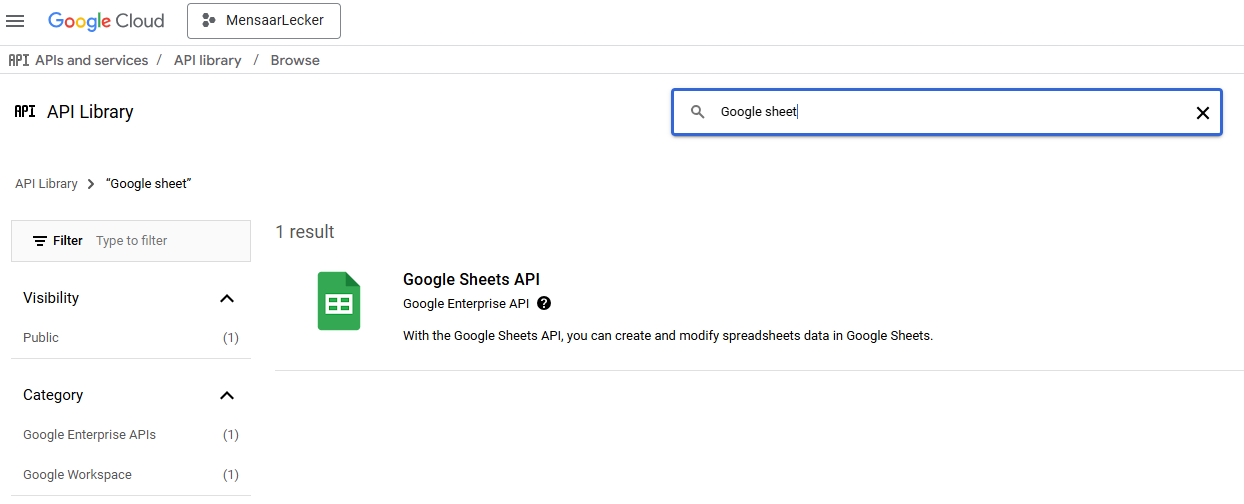 Google Cloud MensaarLecker
API APIs and services / API library / Browse
API API Library
Google sheet
API Library > “Google sheet”
Filter Type to filter
1 result
Google Sheets API
Google Enterprise API ?
With the Google Sheets API, you can create and modify spreadsheets data in Google Sheets.
Visibility
Public (1)
Category
Google Enterprise APIs (1)
Google Workspace (1)